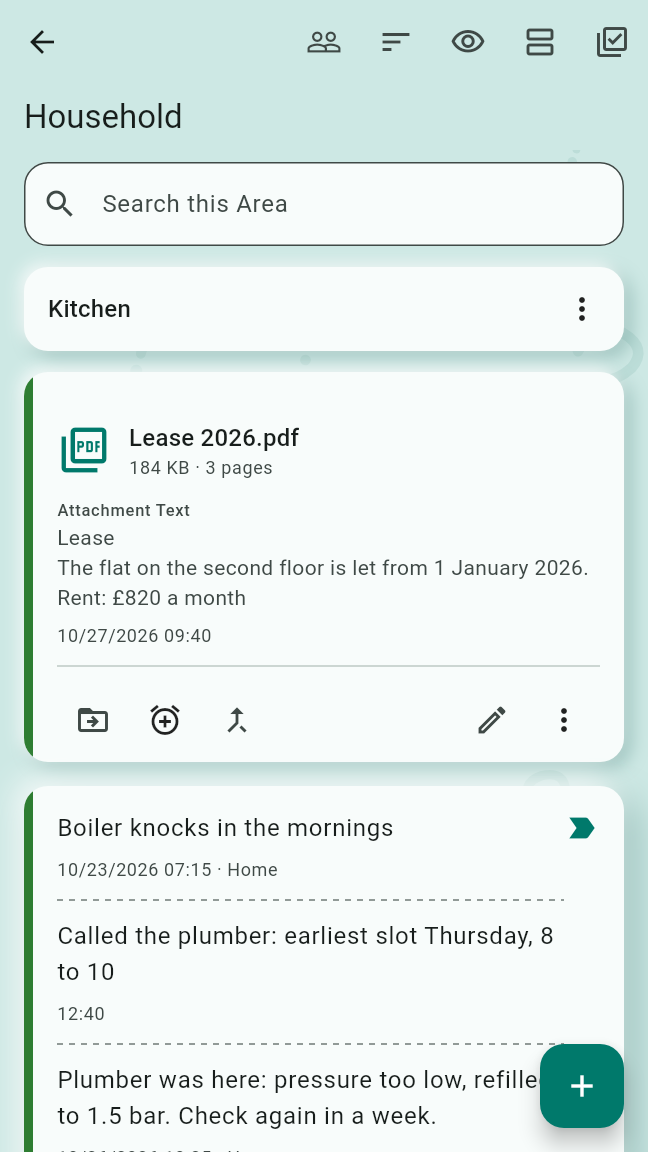 Household
Search this Area
Kitchen
PDF
Lease 2026.pdf
184 KB · 3 pages
Attachment Text
Lease
The flat on the second floor is let from 1 January 2026.
Rent: £820 a month
10/27/2026 09:40
Boiler knocks in the mornings
10/23/2026 07:15 · Home
Called the plumber: earliest slot Thursday, 8
to 10
12:40
Plumber was here: pressure too low,
to 1.5 bar. Check again in a week.